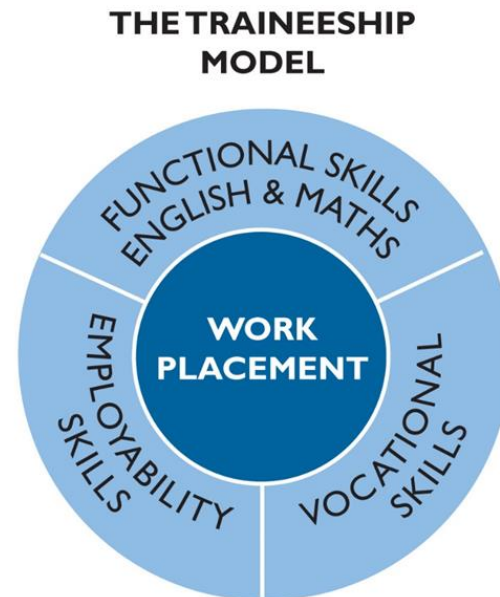 THE TRAINEESHIP
MODEL
FUNCTIONAL SKILLS
ENGLISH & MATHS
WORK
PLACEMENT
EMPLOYABILITY
SKILLS
VOCATIONAL
SKILLS